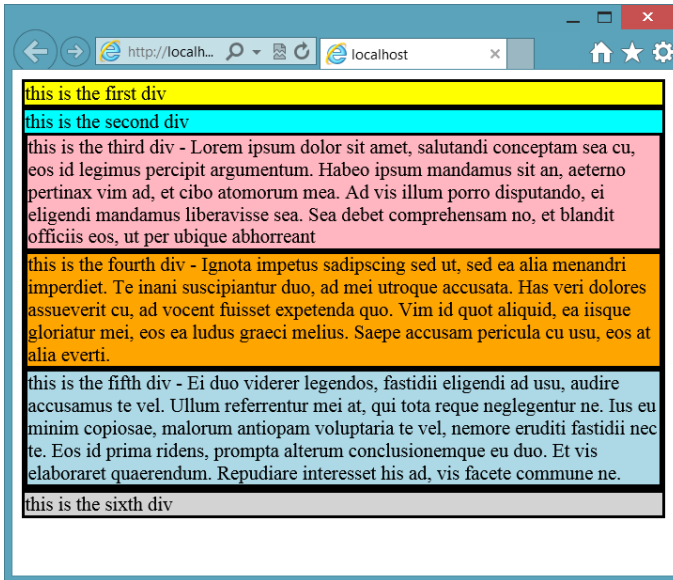 http://localh...
localhost
this is the first div
this is the second div
this is the third div - Lorem ipsum dolor sit amet, salutandi conceptam sea cu,
eos id legimus percipit argumentum. Habeo ipsum mandamus sit an, aeterno
pertinax vim ad, et cibo atomorum mea. Ad vis illum porro disputando, ei
eligendi mandamus liberavisse sea. Sea debet comprehensam no, et blandit
officiis eos, ut per ubique abhorreant
this is the fourth div - Ignota impetus sadipscing sed ut, sed ea alia menandri
imperdiet. Te inani suscipiantur duo, ad mei utroque accusata. Has veri dolores
assueverit cu, ad vocent fuisset expetenda quo. Vim id quot aliquid, ea iisque
gloriatur mei, eos ea ludus graeci melius. Saepe accusam pericula cu usu, eos at
alia everti.
this is the fifth div - Ei duo viderer legendos, fastidii eligendi ad usu, audire
accusamus te vel. Ullum referrentur mei at, qui tota reque neglegentur ne. Ius eu
minim copiosae, malorum antiopam voluptaria te vel, nemore eruditi fastidii nec
te. Eos id prima ridens, prompta alterum conclusionemque eu duo. Et vis
elaboraret quaerendum. Repudiare interesset his ad, vis facete commune ne.
this is the sixth div